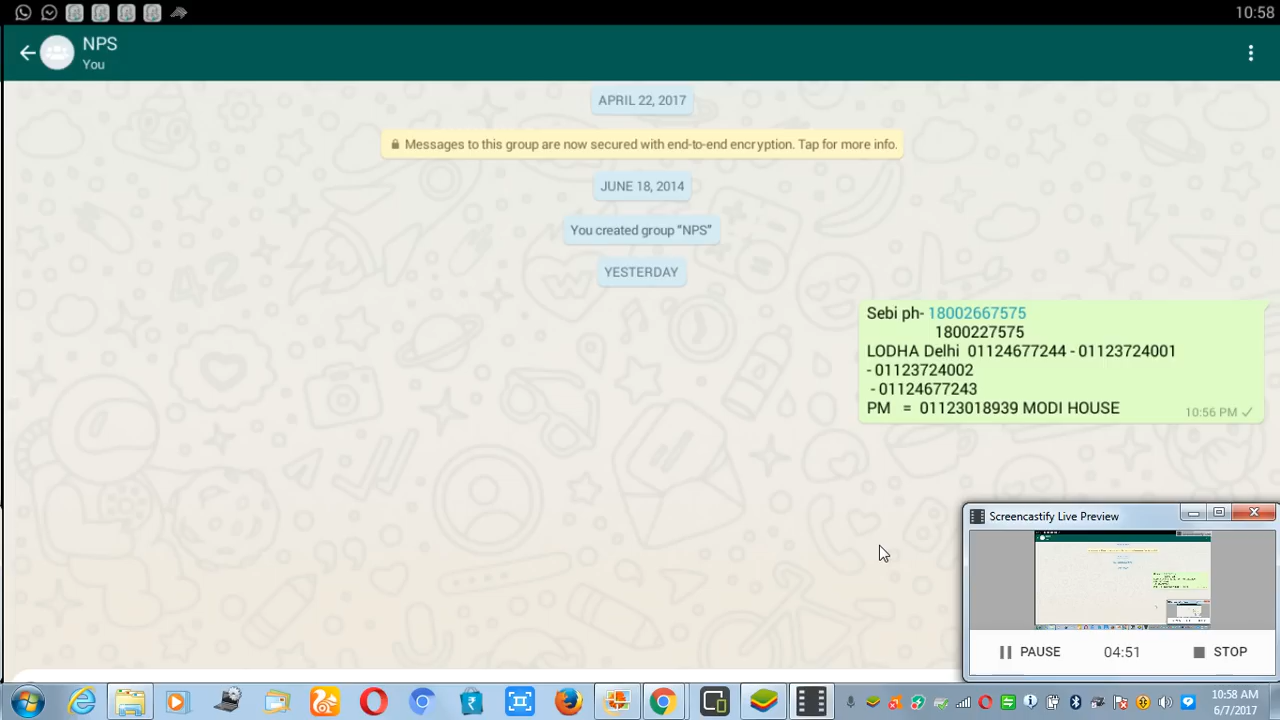 10:58
NPS
You
APRIL 22, 2017
Messages to this group are now secured with end-to-end encryption. Tap for more info.
JUNE 18, 2014
You created group “NPS”
YESTERDAY
Sebi ph- 18002667575
1800227575
LODHA Delhi 01124677244 - 01123724001
- 01123724002
- 01124677243
PM = 01123018939 MODI HOUSE
10:56 PM
Screencastify Live Preview
PAUSE 04:51 STOP
10:58 AM
6/7/2017